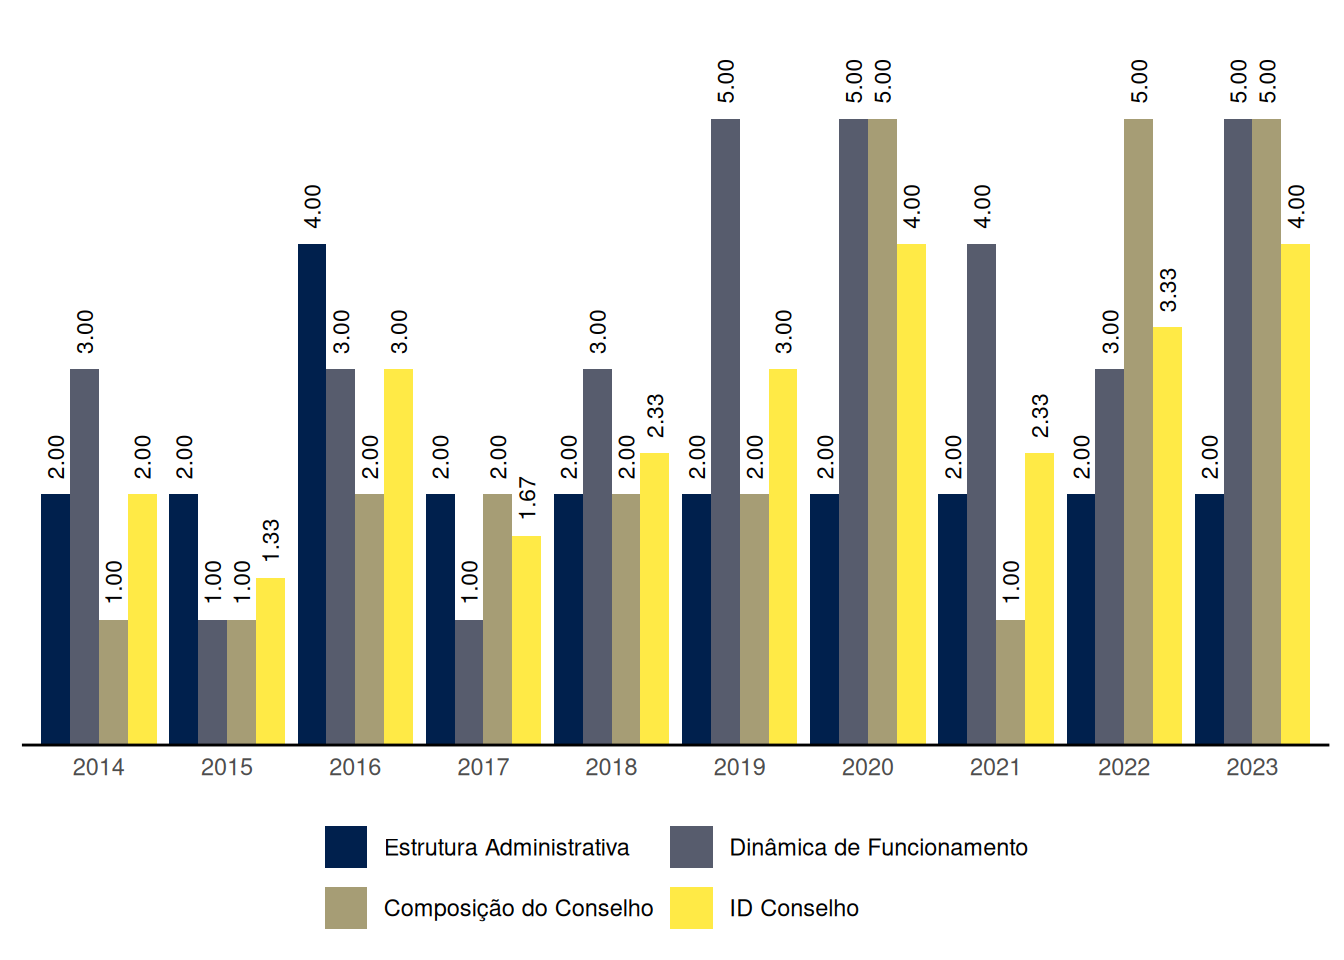 5.00 5.00 5.00 5.00 5.00 5.00
4.00 4.00 4.00 4.00
3.00 3.00 3.00 3.00 3.00 3.00 3.33
2.00 2.00 2.00 2.00 2.00 2.00 2.00 2.00 2.33 2.00 2.00 2.00 2.00 2.33 2.00 2.00
1.00 1.00 1.00 1.33 1.00 1.67 1.00
2014 2015 2016 2017 2018 2019 2020 2021 2022 2023
Estrutura Administrativa Dinâmica de Funcionamento
Composição do Conselho ID Conselho